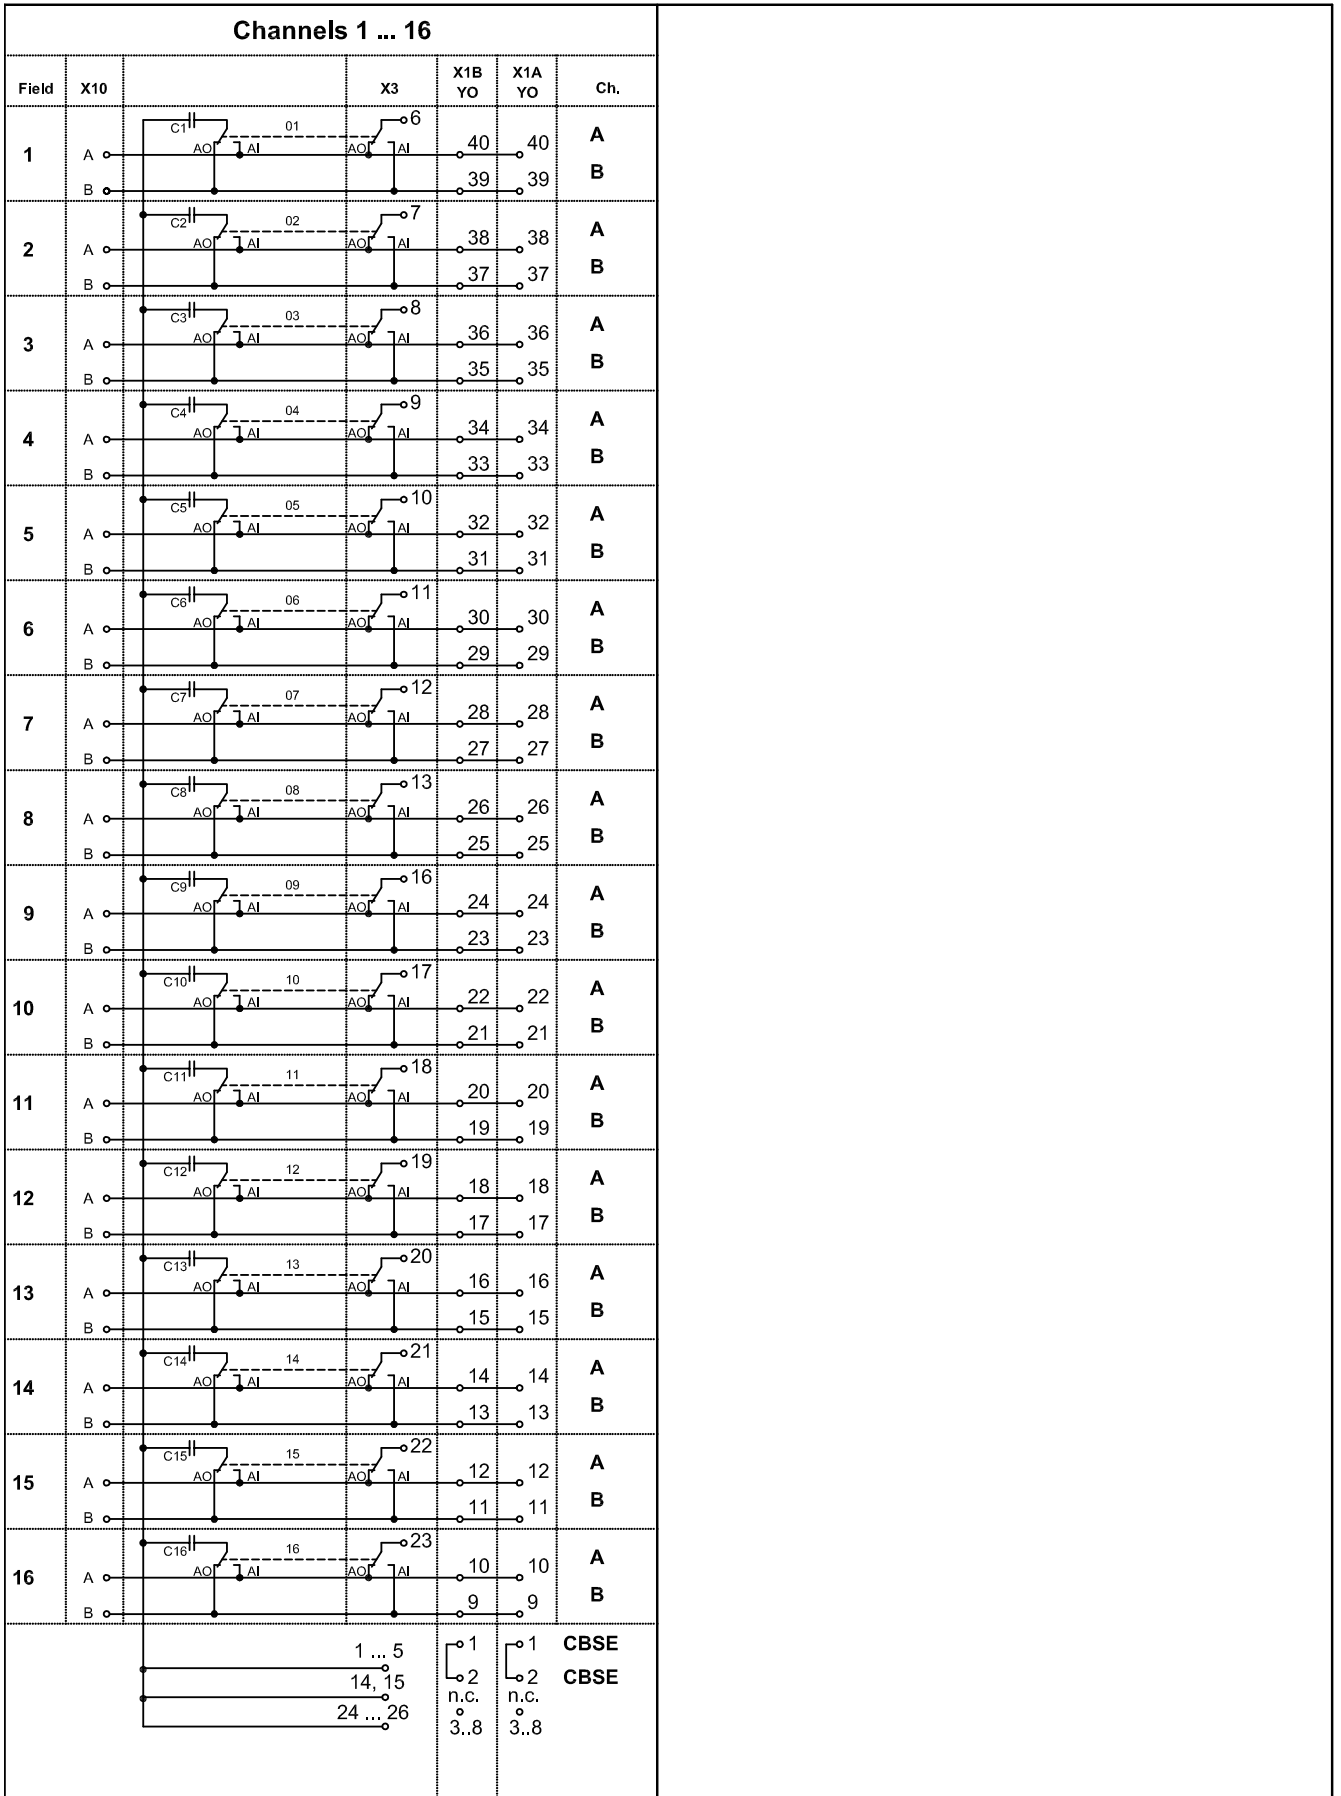 Channels 1 ... 16
Field X10 X3 X1B YO X1A YO Ch.
C1 01 6
1 A AO AI AO AI 40 40 A
B 39 39 B
C2 02 7
2 A AO AI AO AI 38 38 A
B 37 37 B
C3 03 8
3 A AO AI AO AI 36 36 A
B 35 35 B
C4 04 9
4 A AO AI AO AI 34 34 A
B 33 33 B
C5 05 10
5 A AO AI AO AI 32 32 A
B 31 31 B
C6 06 11
6 A AO AI AO AI 30 30 A
B 29 29 B
C7 07 12
7 A AO AI AO AI 28 28 A
B 27 27 B
C8 08 13
8 A AO AI AO AI 26 26 A
B 25 25 B
C9 09 16
9 A AO AI AO AI 24 24 A
B 23 23 B
C10 10 17
10 A AO AI AO AI 22 22 A
B 21 21 B
C11 11 18
11 A AO AI AO AI 20 20 A
B 19 19 B
C12 12 19
12 A AO AI AO AI 18 18 A
B 17 17 B
C13 13 20
13 A AO AI AO AI 16 16 A
B 15 15 B
C14 14 21
14 A AO AI AO AI 14 14 A
B 13 13 B
C15 15 22
15 A AO AI AO AI 12 12 A
B 11 11 B
C16 16 23
16 A AO AI AO AI 10 10 A
B 9 9 B
1 ... 5 1 1 CBSE
14, 15 2 2 CBSE
n.c. n.c.
24 ... 26 3..8 3..8